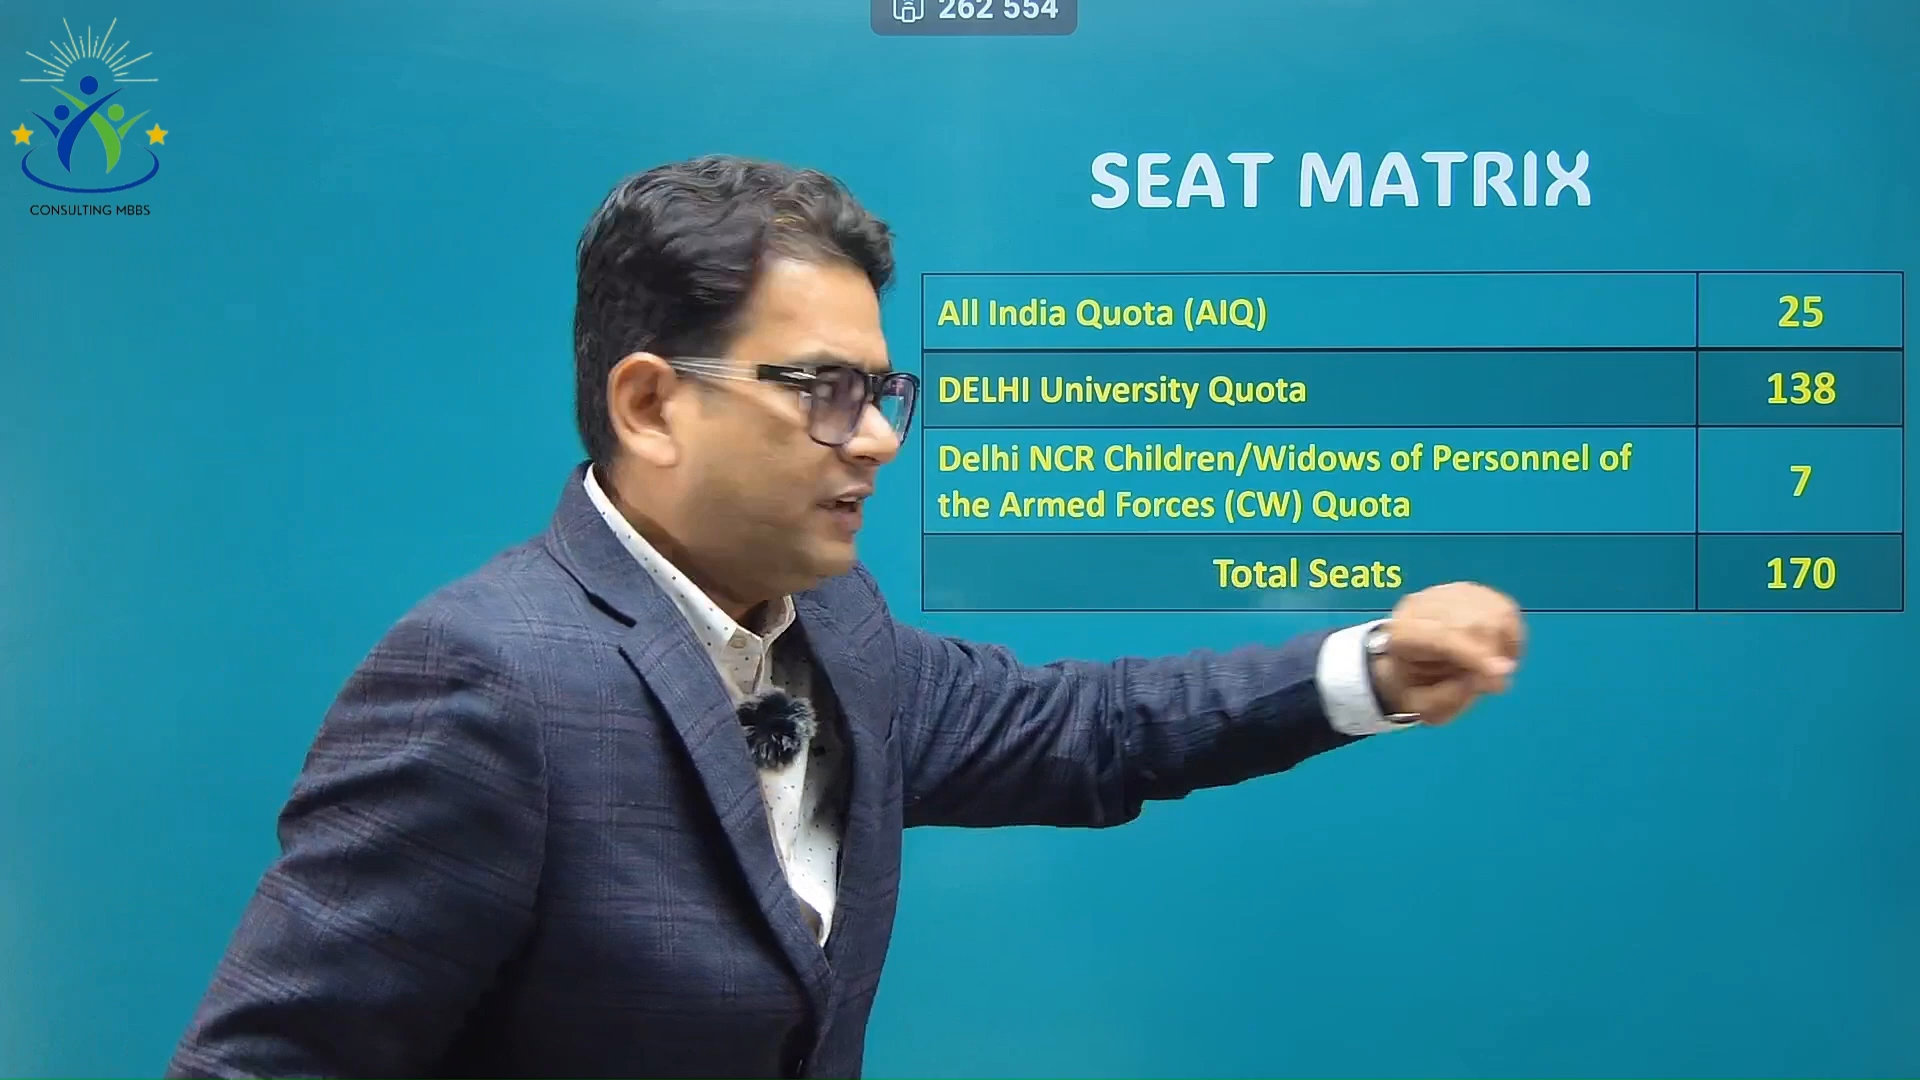 262 554
CONSULTING MBBS
SEAT MATRIX
All India Quota (AIQ) 25
DELHI University Quota 138
Delhi NCR Children/Widows of Personnel of
the Armed Forces (CW) Quota 7
Total Seats 170